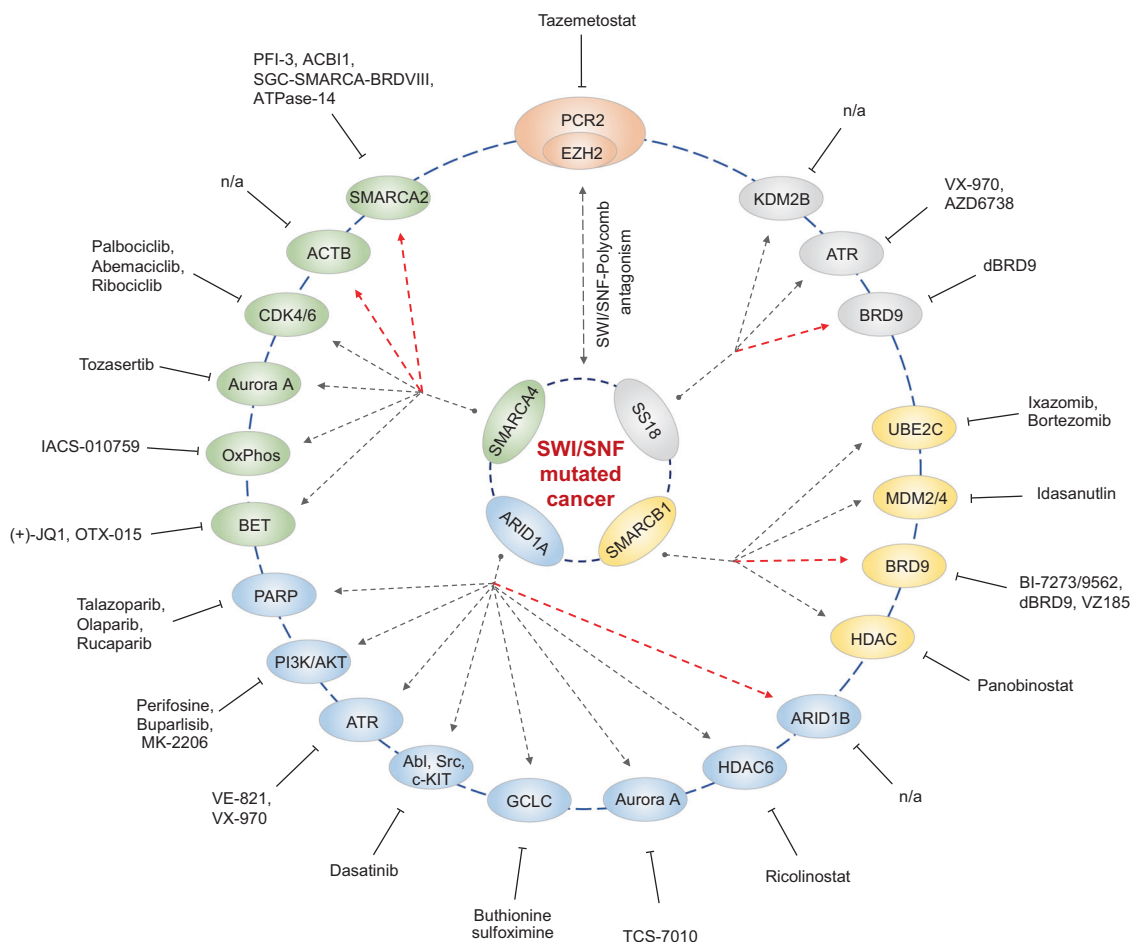 Tazemetostat
PFI-3, ACBI1,
SGC-SMARCA-BRDVIII,
ATPase-14
PCR2
EZH2
n/a
KDM2B
VX-970,
AZD6738
ATR
dBRD9
BRD9
n/a
SMARCA2
ACTB
Palbociclib,
Abemaciclib,
Ribociclib
CDK4/6
Tozasertib
Aurora A
IACS-010759
OxPhos
(+)-JQ1, OTX-015
BET
SWI/SNF-Polycomb
antagonism
SMARCA4
SS18
SWI/SNF
mutated
cancer
ARID1A
SMARCB1
Ixazomib,
Bortezomib
UBE2C
MDM2/4
Idasanutlin
BRD9
BI-7273/9562,
dBRD9, VZ185
HDAC
Panobinostat
Talazoparib,
Olaparib,
Rucaparib
PARP
PI3K/AKT
Perifosine,
Buparlisib,
MK-2206
ATR
VE-821,
VX-970
Abl, Src,
c-KIT
Dasatinib
GCLC
Buthionine
sulfoximine
Aurora A
TCS-7010
HDAC6
Ricolinostat
ARID1B
n/a